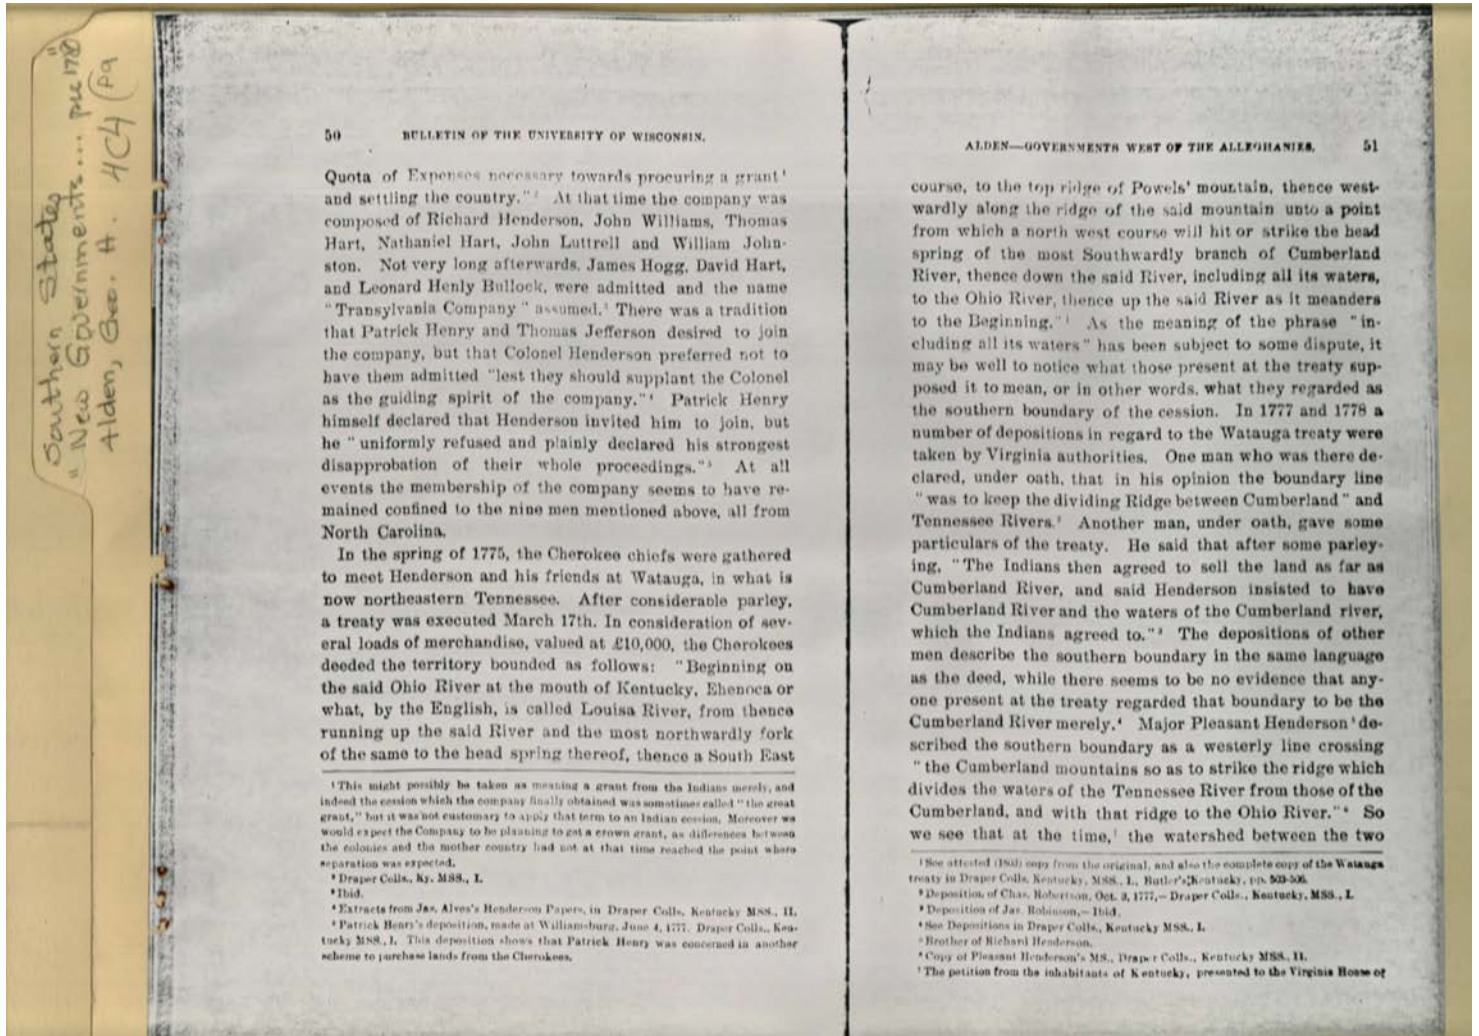 Southern States
"New Governments.... pre 178"
Alden, Geo. H. 4C4 (pg
50 BULLETIN OF THE UNIVERSITY OF WISCONSIN.
Quota of Expenses necessary towards procuring a grant¹
and settling the country."² At that time the company was
composed of Richard Henderson, John Williams, Thomas
Hart, Nathaniel Hart, John Luttrell and William John-
ston. Not very long afterwards, James Hogg, David Hart,
and Leonard Henly Bullock, were admitted and the name
"Transylvania Company" assumed.³ There was a tradition
that Patrick Henry and Thomas Jefferson desired to join
the company, but that Colonel Henderson preferred not to
have them admitted "lest they should supplant the Colonel
as the guiding spirit of the company."⁴ Patrick Henry
himself declared that Henderson invited him to join, but
he "uniformly refused and plainly declared his strongest
disapprobation of their whole proceedings."⁵ At all
events the membership of the company seems to have re-
mained confined to the nine men mentioned above, all from
North Carolina.
In the spring of 1775, the Cherokee chiefs were gathered
to meet Henderson and his friends at Watauga, in what is
now northeastern Tennessee. After considerable parley,
a treaty was executed March 17th. In consideration of sev-
eral loads of merchandise, valued at £10,000, the Cherokees
deeded the territory bounded as follows: "Beginning on
the said Ohio River at the mouth of Kentucky, Ehenoca or
what, by the English, is called Louisa River, from thence
running up the said River and the most northwardly fork
of the same to the head spring thereof, thence a South East
¹ This might possibly be taken as meaning a grant from the Indians merely, and
indeed the cession which the company finally obtained was sometimes called "the great
grant," but it was not customary to apply that term to an Indian cession. Moreover we
would expect the Company to be planning to get a crown grant, as differences between
the colonies and the mother country had not at that time reached the point where
separation was expected.
² Draper Colls., Ky. MSS., I.
³ Ibid.
⁴ Extracts from Jas. Alves's Henderson Papers, in Draper Colls, Kentucky MSS., II.
⁵ Patrick Henry's deposition, made at Williamsburg, June 4, 1777. Draper Colls., Ken-
tucky MSS., I. This deposition shows that Patrick Henry was concerned in another
scheme to purchase lands from the Cherokees.
ALDEN—GOVERNMENTS WEST OF THE ALLEGHANIES. 51
course, to the top ridge of Powels' mountain, thence west-
wardly along the ridge of the said mountain unto a point
from which a north west course will hit or strike the head
spring of the most Southwardly branch of Cumberland
River, thence down the said River, including all its waters,
to the Ohio River, thence up the said River as it meanders
to the Beginning."¹ As the meaning of the phrase "in-
cluding all its waters" has been subject to some dispute, it
may be well to notice what those present at the treaty sup-
posed it to mean, or in other words, what they regarded as
the southern boundary of the cession. In 1777 and 1778 a
number of depositions in regard to the Watauga treaty were
taken by Virginia authorities. One man who was there de-
clared, under oath, that in his opinion the boundary line
"was to keep the dividing Ridge between Cumberland" and
Tennessee Rivers.² Another man, under oath, gave some
particulars of the treaty. He said that after some parley-
ing, "The Indians then agreed to sell the land as far as
Cumberland River, and said Henderson insisted to have
Cumberland River and the waters of the Cumberland river,
which the Indians agreed to."³ The depositions of other
men describe the southern boundary in the same language
as the deed, while there seems to be no evidence that any-
one present at the treaty regarded that boundary to be the
Cumberland River merely.⁴ Major Pleasant Henderson⁵ de-
scribed the southern boundary as a westerly line crossing
"the Cumberland mountains so as to strike the ridge which
divides the waters of the Tennessee River from those of the
Cumberland, and with that ridge to the Ohio River."⁶ So
we see that at the time,⁷ the watershed between the two
¹ See attested (1803) copy from the original, and also the complete copy of the Watauga
treaty in Draper Colls, Kentucky, MSS., I., Butler's Kentucky, pp. 503-506.
² Deposition of Chas. Robertson, Oct. 3, 1777,— Draper Colls., Kentucky, MSS., I.
³ Deposition of Jas. Robinson,— Ibid.
⁴ See Depositions in Draper Colls., Kentucky MSS., I.
⁵ Brother of Richard Henderson.
⁶ Copy of Pleasant Henderson's MS., Draper Colls., Kentucky MSS., II.
⁷ The petition from the inhabitants of Kentucky, presented to the Virginia House of